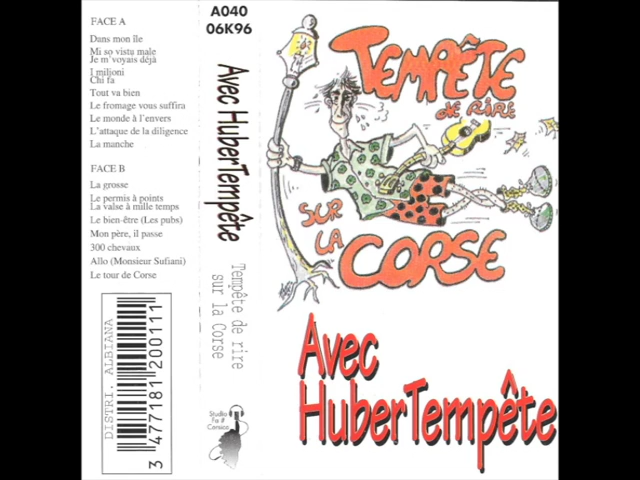 FACE A
Dans mon île
Mi so vistu male
Je m'voyais déjà
I milioni
Chi fa
Tout va bien
Le fromage vous suffira
Le monde à l'envers
L'attaque de la diligence
La manche
FACE B
La grosse
Le permis à points
La valse à mille temps
Le bien-être (Les pubs)
Mon père, il passe
300 chevaux
Allo (Monsieur Sufiani)
Le tour de Corse
DISTRI. ALBIANA
3 477181 200111
A040
06K96
Avec HuberTempête
Tempête de rire
sur la Corse
Studio
Fa #
Corsica
TEMPÊTE
DE RIRE
SUR
LA
CORSE
Avec
HuberTempête